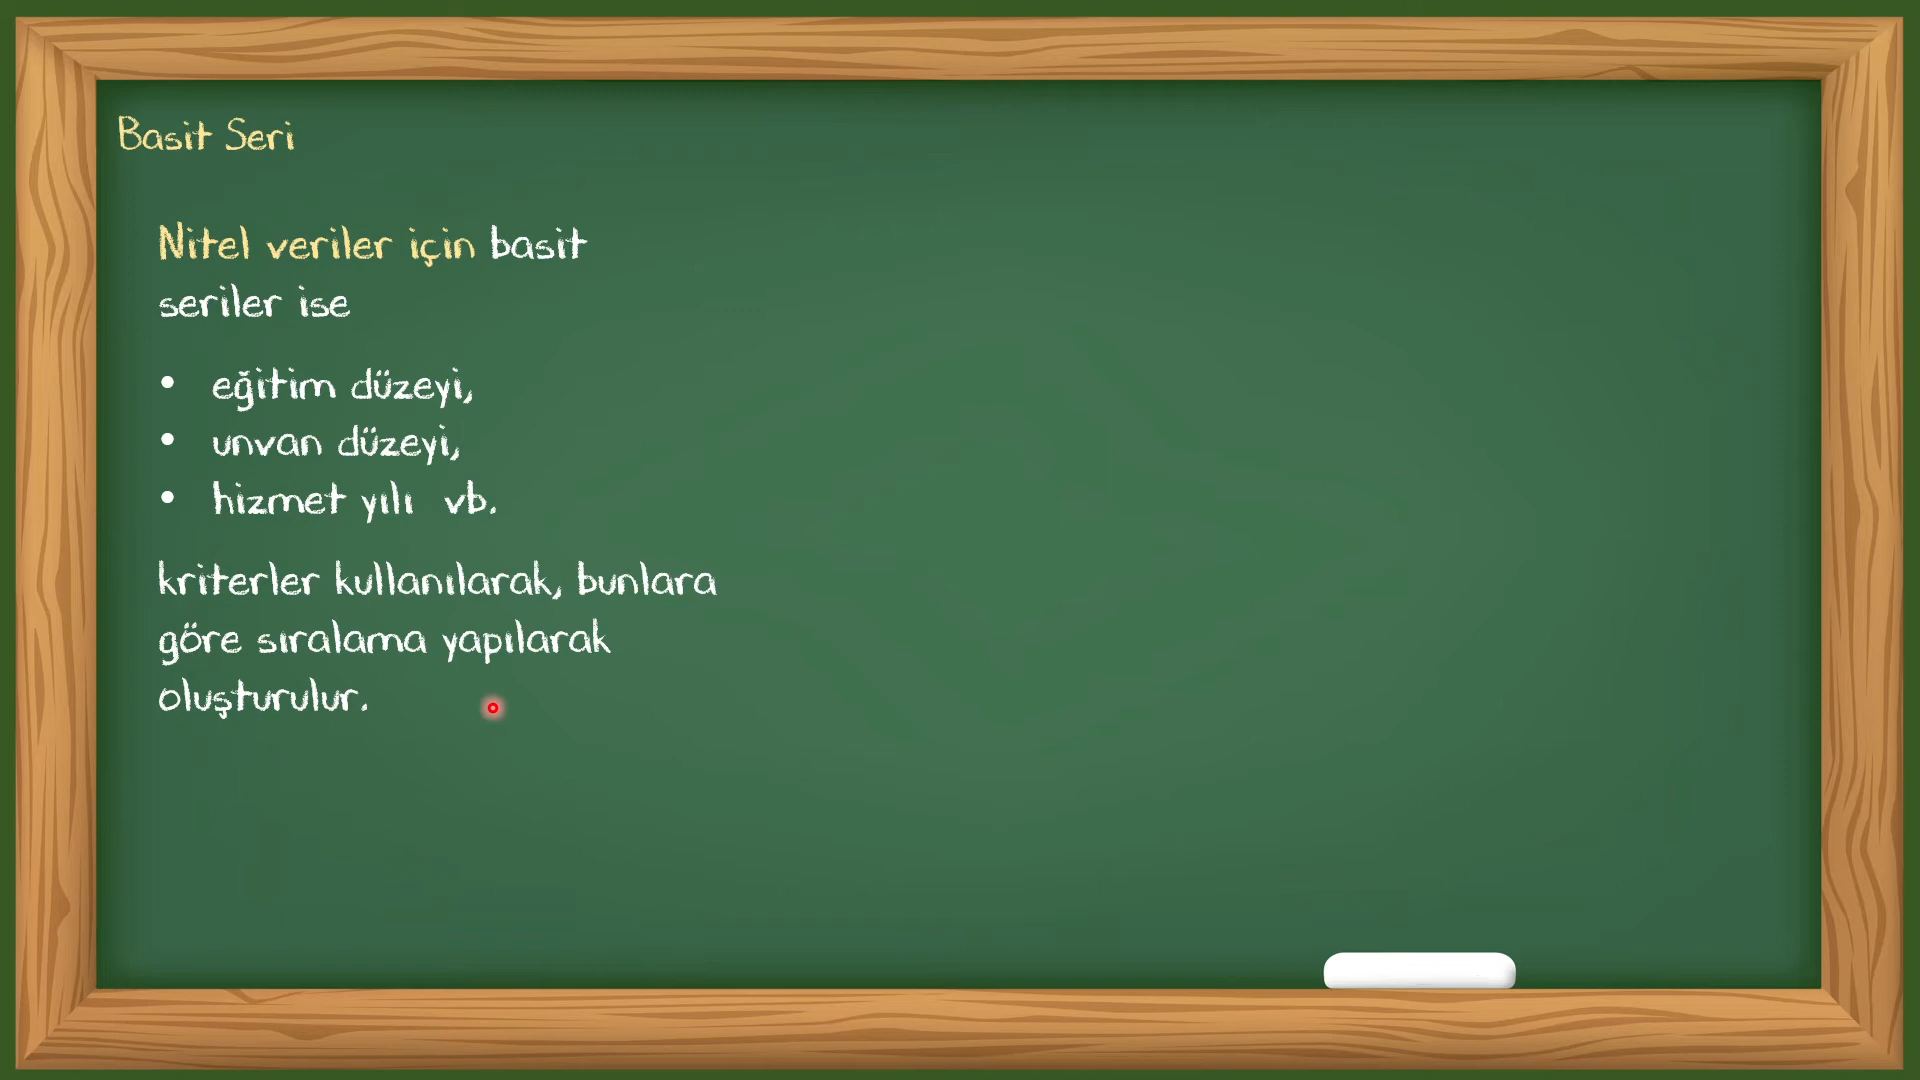 Basit Seri
Nitel veriler için basit
seriler ise
• eğitim düzeyi,
• unvan düzeyi,
• hizmet yılı vb.
kriterler kullanılarak, bunlara
göre sıralama yapılarak
oluşturulur.